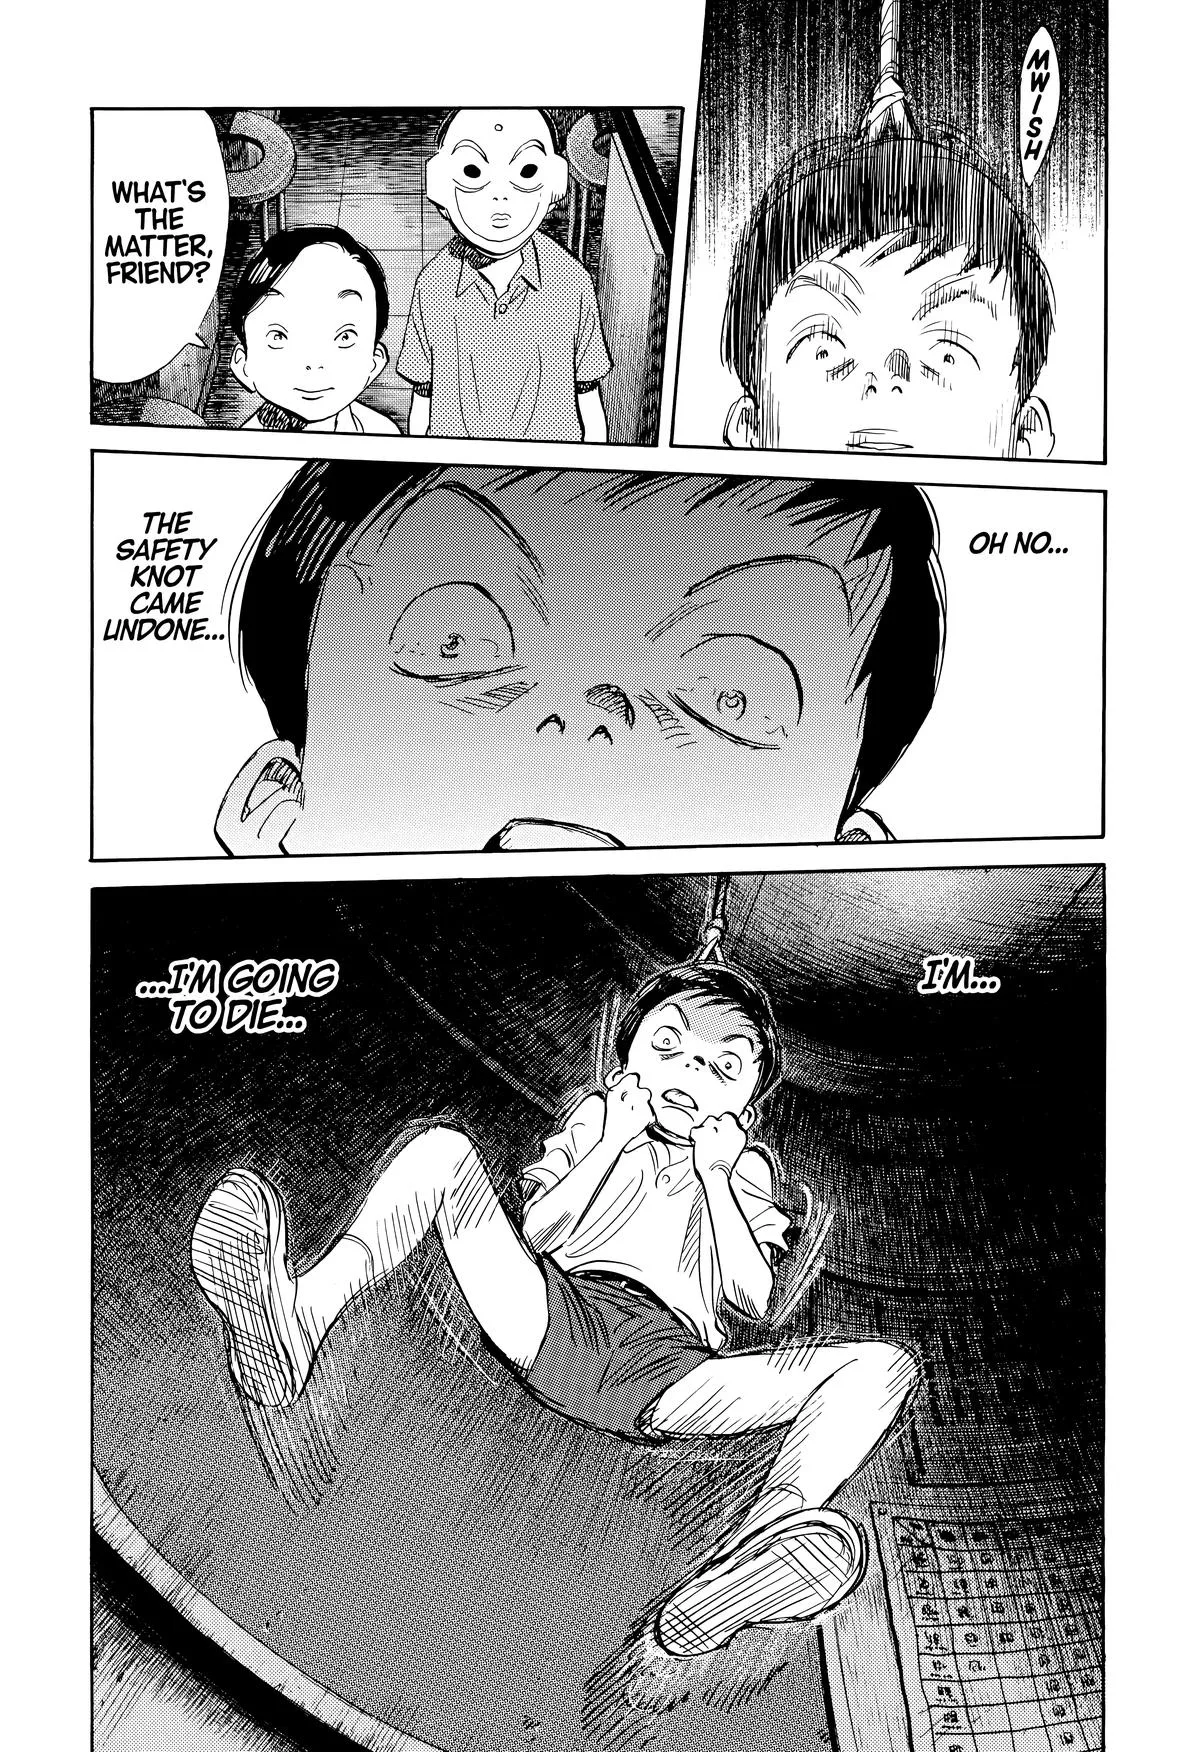 MWISH
WHAT'S
THE
MATTER,
FRIEND?
OH NO...
THE
SAFETY
KNOT
CAME
UNDONE...
I'M...
...I'M GOING
TO DIE...